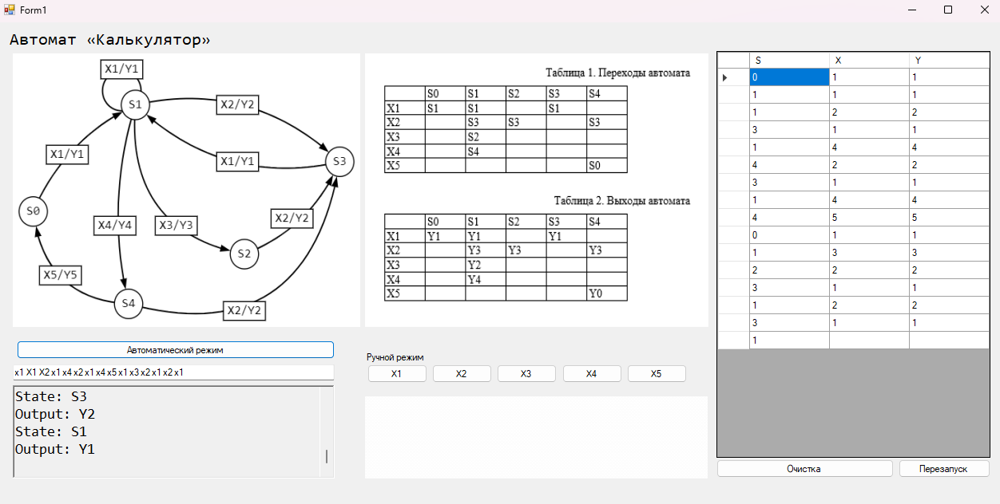 Form1
Автомат «Калькулятор»
X1/Y1
S1
X2/Y2
X1/Y1
X1/Y1
S3
S0
X4/Y4
X3/Y3
X2/Y2
S2
X5/Y5
S4
X2/Y2
Таблица 1. Переходы автомата
S0 S1 S2 S3 S4
X1 S1 S1 S1
X2 S3 S3 S3
X3 S2
X4 S4
X5 S0
Таблица 2. Выходы автомата
S0 S1 S2 S3 S4
X1 Y1 Y1 Y1
X2 Y3 Y3 Y3
X3 Y2
X4 Y4
X5 Y0
Автоматический режим
x1 X1 X2 x1 x4 x2 x1 x4 x5 x1 x3 x2 x1 x2 x1
State: S3
Output: Y2
State: S1
Output: Y1
Ручной режим
X1 X2 X3 X4 X5
S X Y
0 1 1
1 1 1
1 2 2
3 1 1
1 4 4
4 2 2
3 1 1
1 4 4
4 5 5
0 1 1
1 3 3
2 2 2
3 1 1
1 2 2
3 1 1
1
Очистка Перезапуск